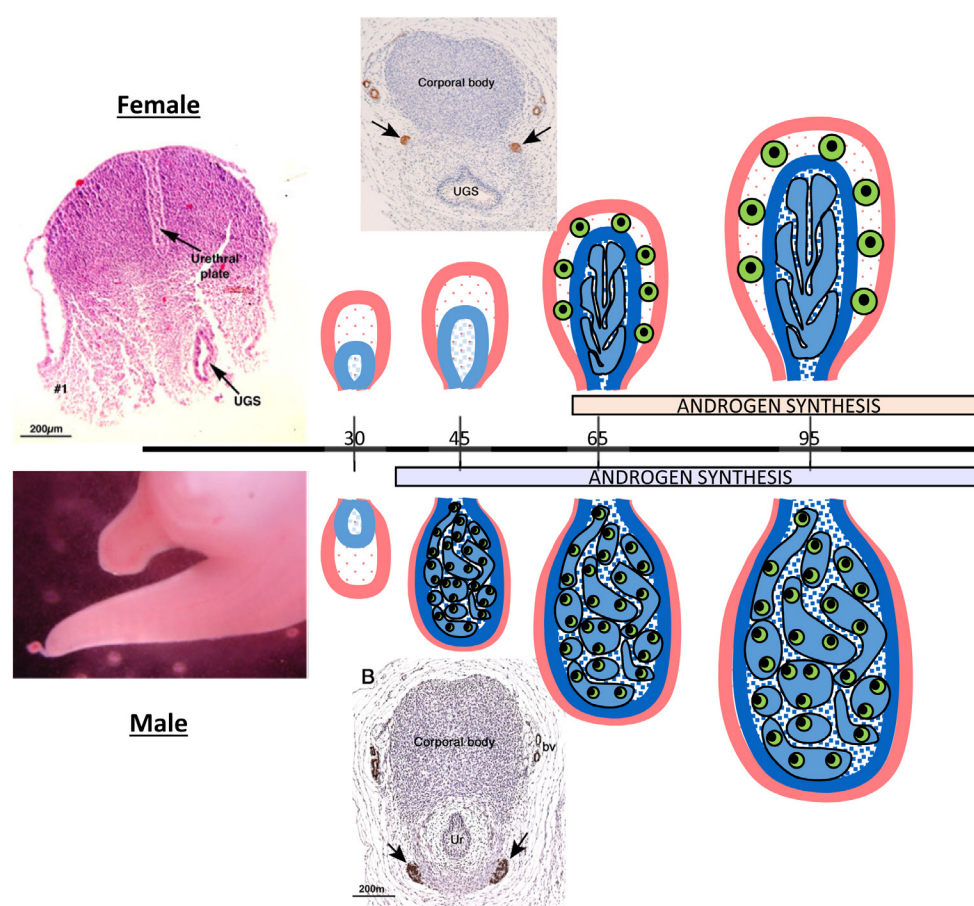 Female
Corporal body
UGS
Urethral
plate
#1
UGS
200µm
ANDROGEN SYNTHESIS
30
45
65
95
ANDROGEN SYNTHESIS
Male
B
Corporal body
bv
Ur
200m